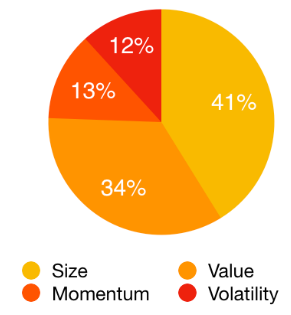 12%
13%
41%
34%
Size
Value
Momentum
Volatility